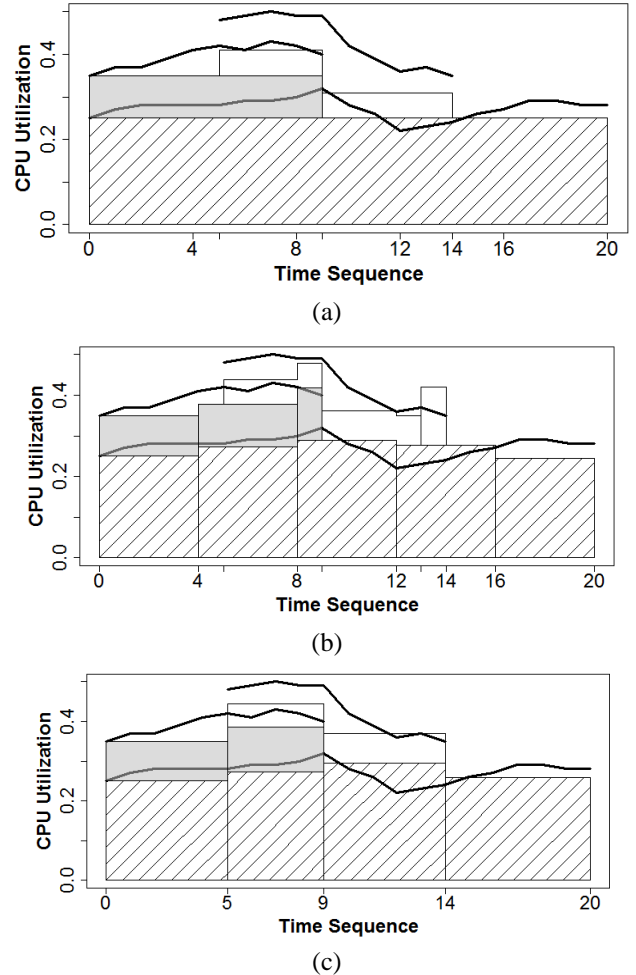 CPU Utilization
0.4
0.2
0.0
0 4 8 12 14 16 20
Time Sequence
(a)
CPU Utilization
0.4
0.2
0.0
0 4 8 12 14 16 20
Time Sequence
(b)
CPU Utilization
0.4
0.2
0.0
0 5 9 14 20
Time Sequence
(c)